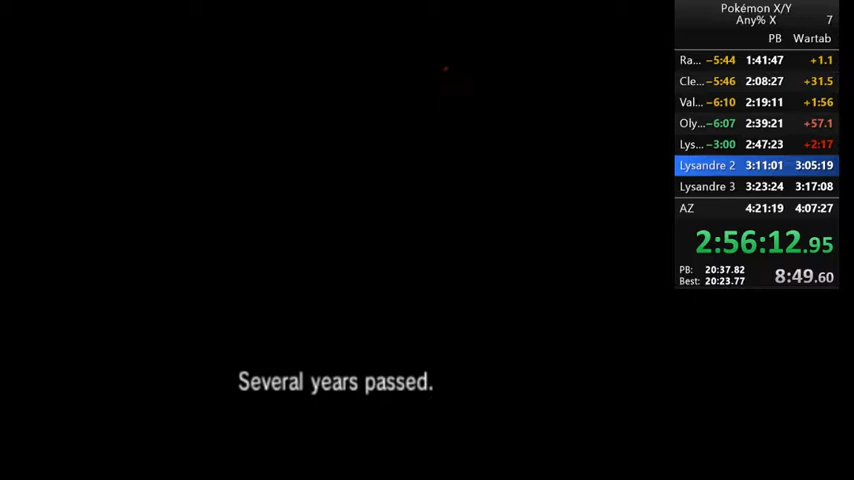 Pokémon X/Y
Any% X 7
PB Wartab
Ra... −5:44 1:41:47 +1.1
Cle... −5:46 2:08:27 +31.5
Val... −6:10 2:19:11 +1:56
Oly... −6:07 2:39:21 +57.1
Lys... −3:00 2:47:23 +2:17
Lysandre 2 3:11:01 3:05:19
Lysandre 3 3:23:24 3:17:08
AZ 4:21:19 4:07:27
2:56:12.95
PB: 20:37.82
Best: 20:23.77
8:49.60
Several years passed.